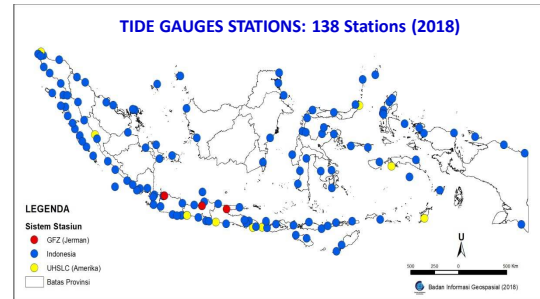 TIDE GAUGES STATIONS: 138 Stations (2018)
LEGENDA
Sistem Stasiun
GFZ (Jerman)
Indonesia
UHSLC (Amerika)
Batas Provinsi
U
500 250 0 500 Km
Badan Informasi Geospasial (2018)